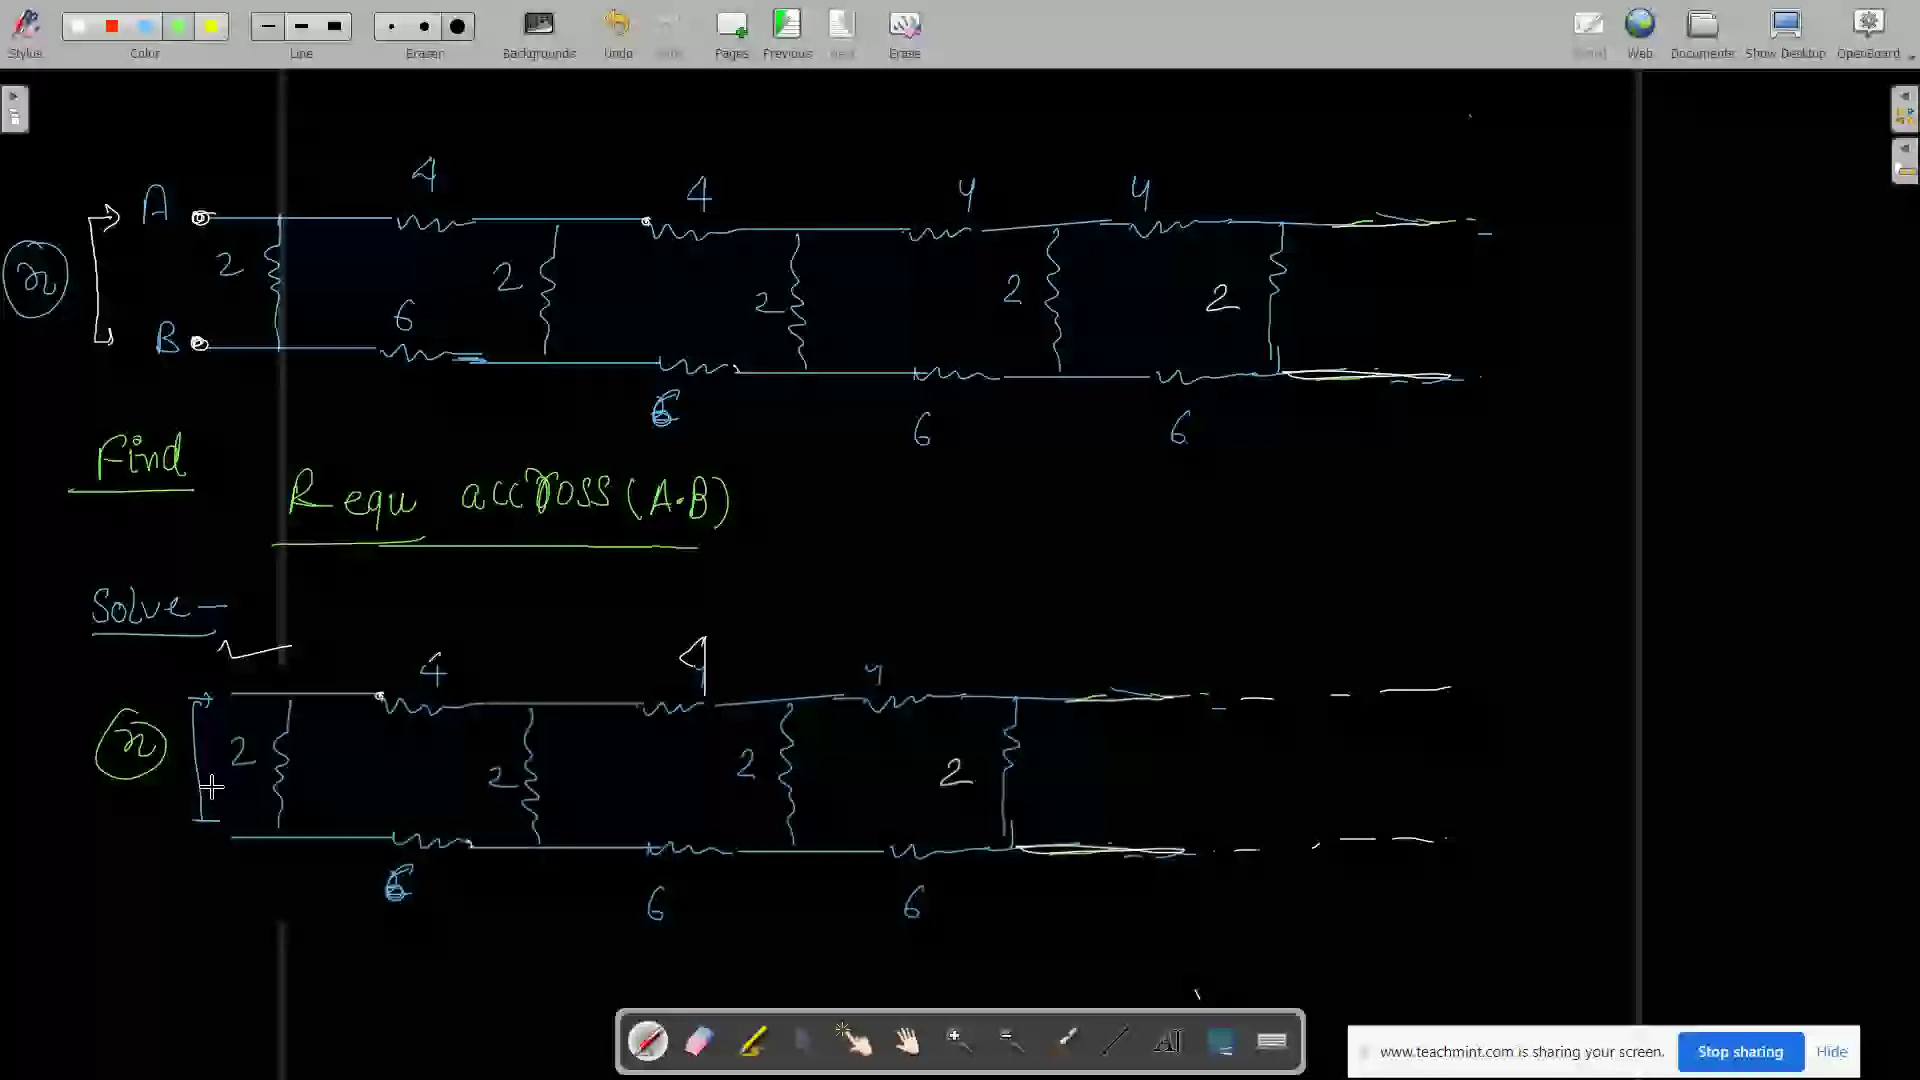 Stylus
Color
Line
Eraser
Backgrounds
Undo
Pages
Previous
Erase
Web
Documents
Show Desktop
OpenBoard
4
4
4
4
A
2
2
2
2
2
B
6
6
6
6
Find
R equ accross (A.B)
Solve-
4
4
4
2
2
2
2
6
6
6
www.teachmint.com is sharing your screen.
Stop sharing
Hide